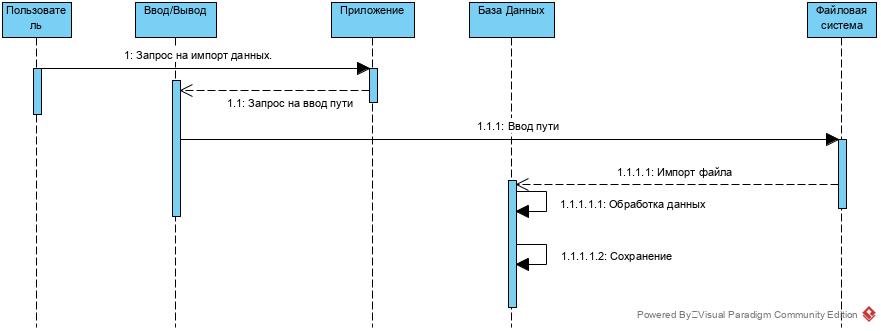 Пользовате
ль
Ввод/Вывод
Приложение
База Данных
Файловая
система
1: Запрос на импорт данных.
1.1: Запрос на ввод пути
1.1.1: Ввод пути
1.1.1.1: Импорт файла
1.1.1.1.1: Обработка данных
1.1.1.1.2: Сохранение
Powered By Visual Paradigm Community Edition